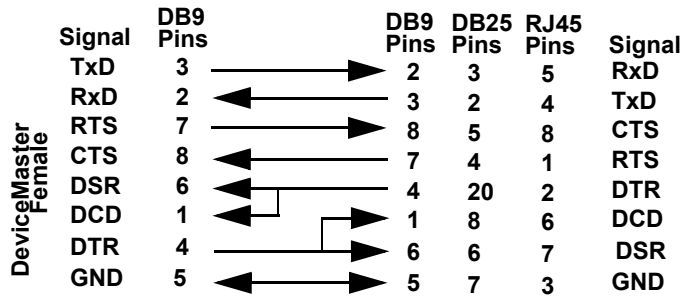 Signal DB9 Pins DB9 Pins DB25 Pins RJ45 Pins Signal
TxD 3 2 3 5 RxD
RxD 2 3 2 4 TxD
RTS 7 8 5 8 CTS
CTS 8 7 4 1 RTS
DSR 6 4 20 2 DTR
DCD 1 1 8 6 DCD
DTR 4 6 6 7 DSR
GND 5 5 7 3 GND
DeviceMaster
Female